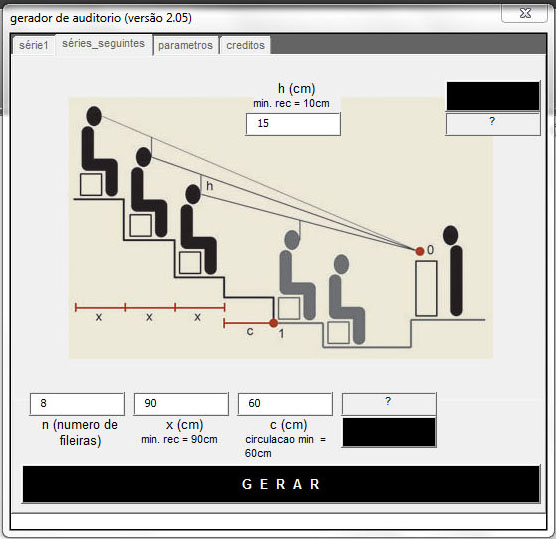 gerador de auditorio (versão 2.05)
série1 séries_seguintes parametros creditos
h (cm)
min. rec = 10cm
15
?
h
0
x x x
c 1
8 90 60 ?
n (numero de fileiras)
x (cm)
min. rec = 90cm
c (cm)
circulacao min =
60cm
G E R A R